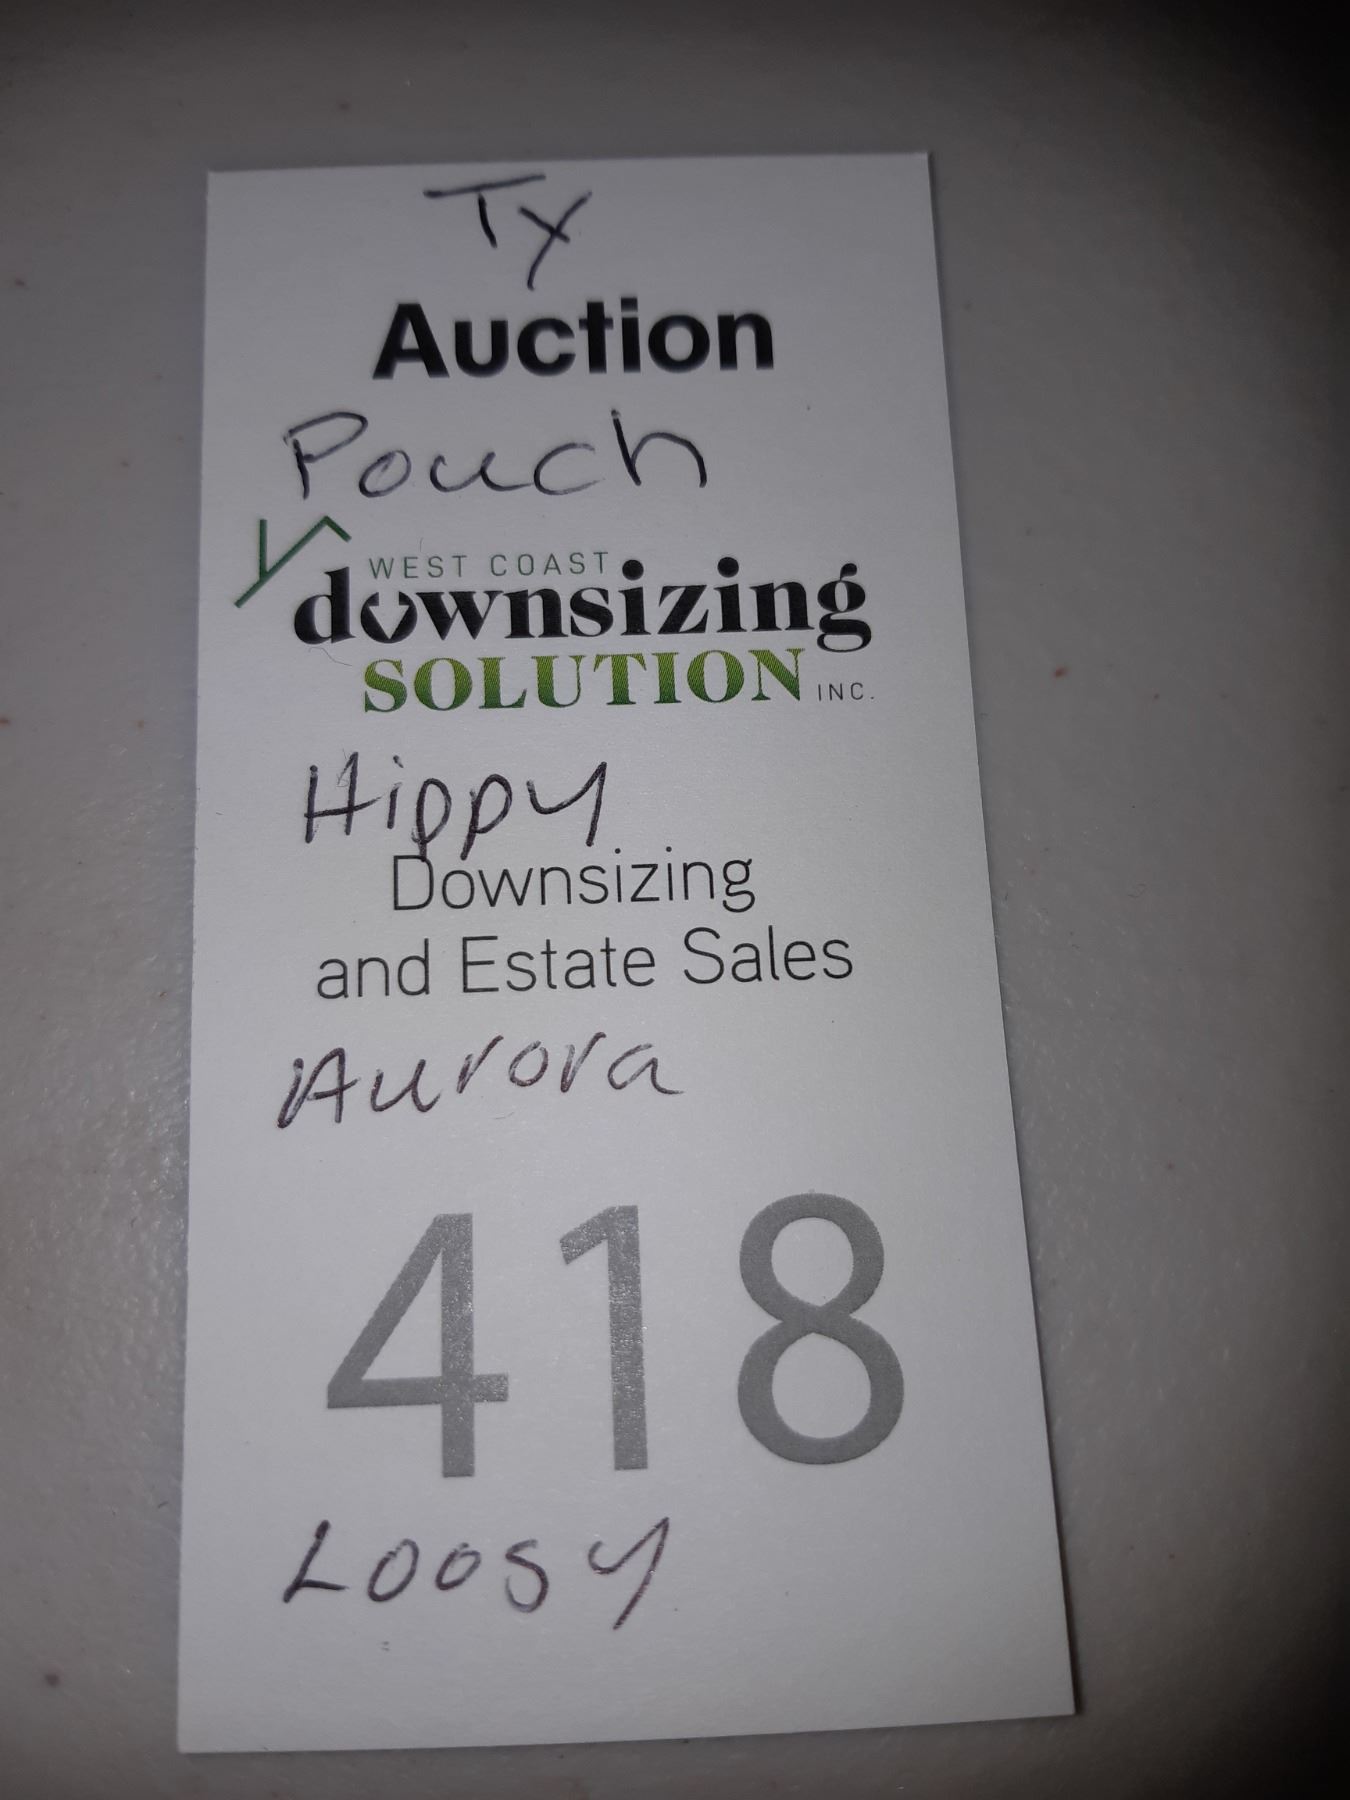 Ty
Auction
Pouch
WEST COAST
downsizing
SOLUTION INC.
Hippy
Downsizing
and Estate Sales
Aurora
418
Loosy